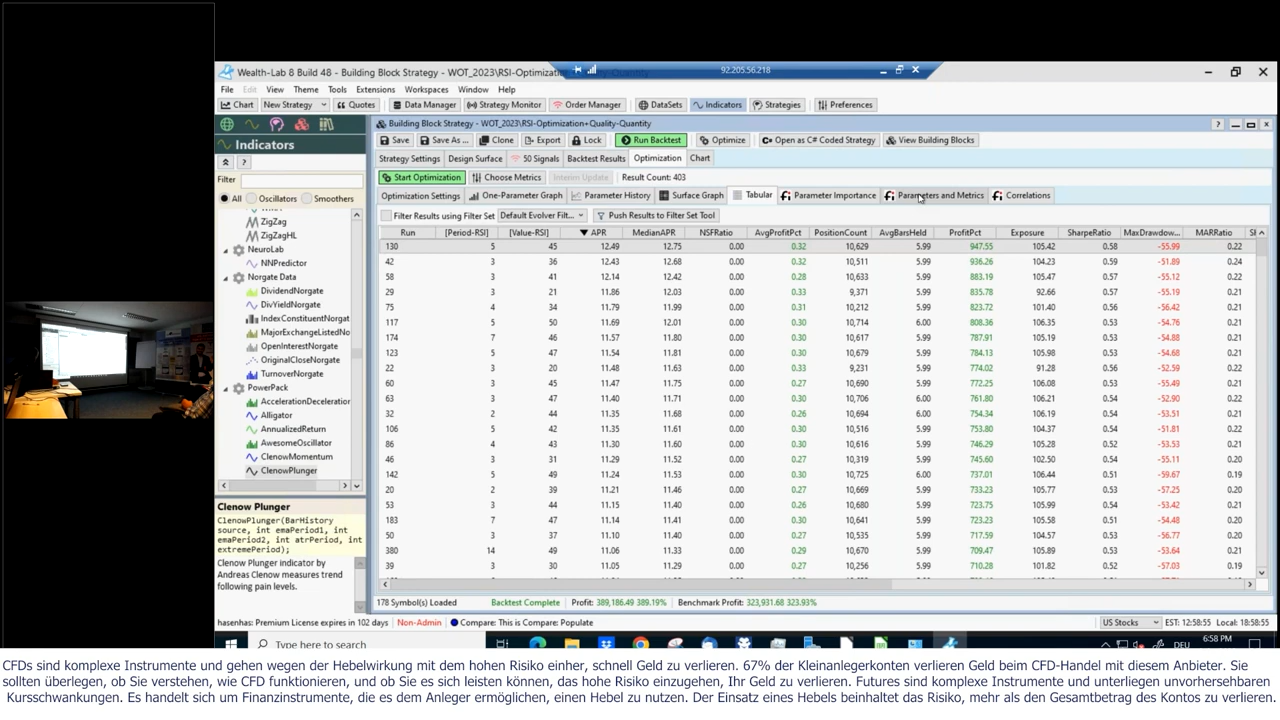 Wealth-Lab 8 Build 48 - Building Block Strategy - WOT_2023\RSI-Optimiza
92.205.56.218
File Edit View Theme Tools Extensions Workspaces Window Help
Chart New Strategy Quotes Data Manager Strategy Monitor Order Manager DataSets Indicators Strategies Preferences
Building Block Strategy - WOT_2023\RSI-Optimization+Quality-Quantity
Save Save As ... Clone Export Lock Run Backtest Optimize Open as C# Coded Strategy View Building Blocks
Strategy Settings Design Surface 50 Signals Backtest Results Optimization Chart
Start Optimization Choose Metrics Interim Update Result Count: 403
Optimization Settings One-Parameter Graph Parameter History Surface Graph Tabular Parameter Importance Parameters and Metrics Correlations
Filter Results using Filter Set Default Evolver Filt... Push Results to Filter Set Tool
Run [Period-RSI] [Value-RSI] APR MedianAPR NSFRatio AvgProfitPct PositionCount AvgBarsHeld ProfitPct Exposure SharpeRatio MaxDrawdow... MARRatio
130 5 45 12.49 12.75 0.00 0.32 10,629 5.99 947.55 105.42 0.58 -55.99 0.22
42 3 36 12.43 12.68 0.00 0.32 10,511 5.99 936.26 104.23 0.59 -51.89 0.24
58 3 41 12.14 12.42 0.00 0.28 10,633 5.99 883.19 105.47 0.57 -55.12 0.22
29 3 21 11.86 12.03 0.00 0.33 9,371 5.99 835.78 92.66 0.57 -55.19 0.21
75 4 34 11.79 11.99 0.00 0.31 10,212 5.99 823.72 101.40 0.56 -56.42 0.21
117 5 50 11.69 12.01 0.00 0.30 10,714 6.00 808.36 106.35 0.53 -54.76 0.21
174 7 46 11.57 11.80 0.00 0.30 10,617 5.99 787.91 105.19 0.53 -54.88 0.21
123 5 47 11.54 11.81 0.00 0.30 10,679 5.99 784.13 105.98 0.53 -54.68 0.21
22 3 20 11.48 11.63 0.00 0.33 9,231 5.99 774.02 91.28 0.56 -52.59 0.22
60 3 45 11.47 11.75 0.00 0.27 10,690 5.99 772.25 106.08 0.53 -55.49 0.21
63 3 47 11.40 11.71 0.00 0.30 10,706 6.00 761.80 106.34 0.53 -52.90 0.22
32 2 44 11.35 11.68 0.00 0.26 10,694 6.00 754.34 106.19 0.54 -53.51 0.21
106 5 42 11.35 11.61 0.00 0.30 10,516 5.99 753.80 104.37 0.54 -51.81 0.22
86 4 43 11.30 11.60 0.00 0.30 10,616 5.99 746.29 105.28 0.52 -53.53 0.21
46 3 31 11.29 11.52 0.00 0.27 10,319 5.99 745.60 102.50 0.54 -55.11 0.20
142 5 49 11.24 11.53 0.00 0.30 10,725 6.00 737.01 106.44 0.51 -59.67 0.19
20 2 39 11.21 11.46 0.00 0.27 10,669 5.99 733.23 105.77 0.53 -57.25 0.20
53 3 44 11.15 11.40 0.00 0.26 10,680 5.99 723.75 105.99 0.54 -53.42 0.21
183 7 47 11.14 11.41 0.00 0.30 10,641 5.99 723.23 105.58 0.51 -54.48 0.20
50 3 37 11.10 11.40 0.00 0.27 10,535 5.99 717.59 104.27 0.53 -56.77 0.20
380 14 49 11.06 11.33 0.00 0.29 10,670 5.99 709.47 105.89 0.53 -53.64 0.21
39 3 30 11.05 11.29 0.00 0.28 10,256 5.99 710.28 101.82 0.52 -57.03 0.19
Indicators
Filter
All Oscillators Smoothers
ZigZag
ZigZagHL
NeuroLab
NNPredictor
Norgate Data
DividendNorgate
DivYieldNorgate
IndexConstituentNorgat
MajorExchangeListedNo
OpenInterestNorgate
OriginalCloseNorgate
TurnoverNorgate
PowerPack
AccelerationDeceleratior
Alligator
AnnualizedReturn
AwesomeOscillator
ClenowMomentum
ClenowPlunger
Clenow Plunger
ClenowPlunger(BarHistory
source, int emaPeriod1, int
emaPeriod2, int atrPeriod, int
extremePeriod);
Clenow Plunger indicator by
Andreas Clenow measures trend
following pain levels.
178 Symbol(s) Loaded Backtest Complete Profit: 389,186.49 389.19% Benchmark Profit: 323,931.68 323.93%
hasenhas: Premium License expires in 102 days Non-Admin Compare: This is Compare: Populate US Stocks EST: 12:58:55 Local: 18:58:55
Type here to search DEU 6:58 PM
CFDs sind komplexe Instrumente und gehen wegen der Hebelwirkung mit dem hohen Risiko einher, schnell Geld zu verlieren. 67% der Kleinanlegerkonten verlieren Geld beim CFD-Handel mit diesem Anbieter. Sie
sollten überlegen, ob Sie verstehen, wie CFD funktionieren, und ob Sie es sich leisten können, das hohe Risiko einzugehen, Ihr Geld zu verlieren. Futures sind komplexe Instrumente und unterliegen unvorhersehbaren
Kursschwankungen. Es handelt sich um Finanzinstrumente, die es dem Anleger ermöglichen, einen Hebel zu nutzen. Der Einsatz eines Hebels beinhaltet das Risiko, mehr als den Gesamtbetrag des Kontos zu verlieren.